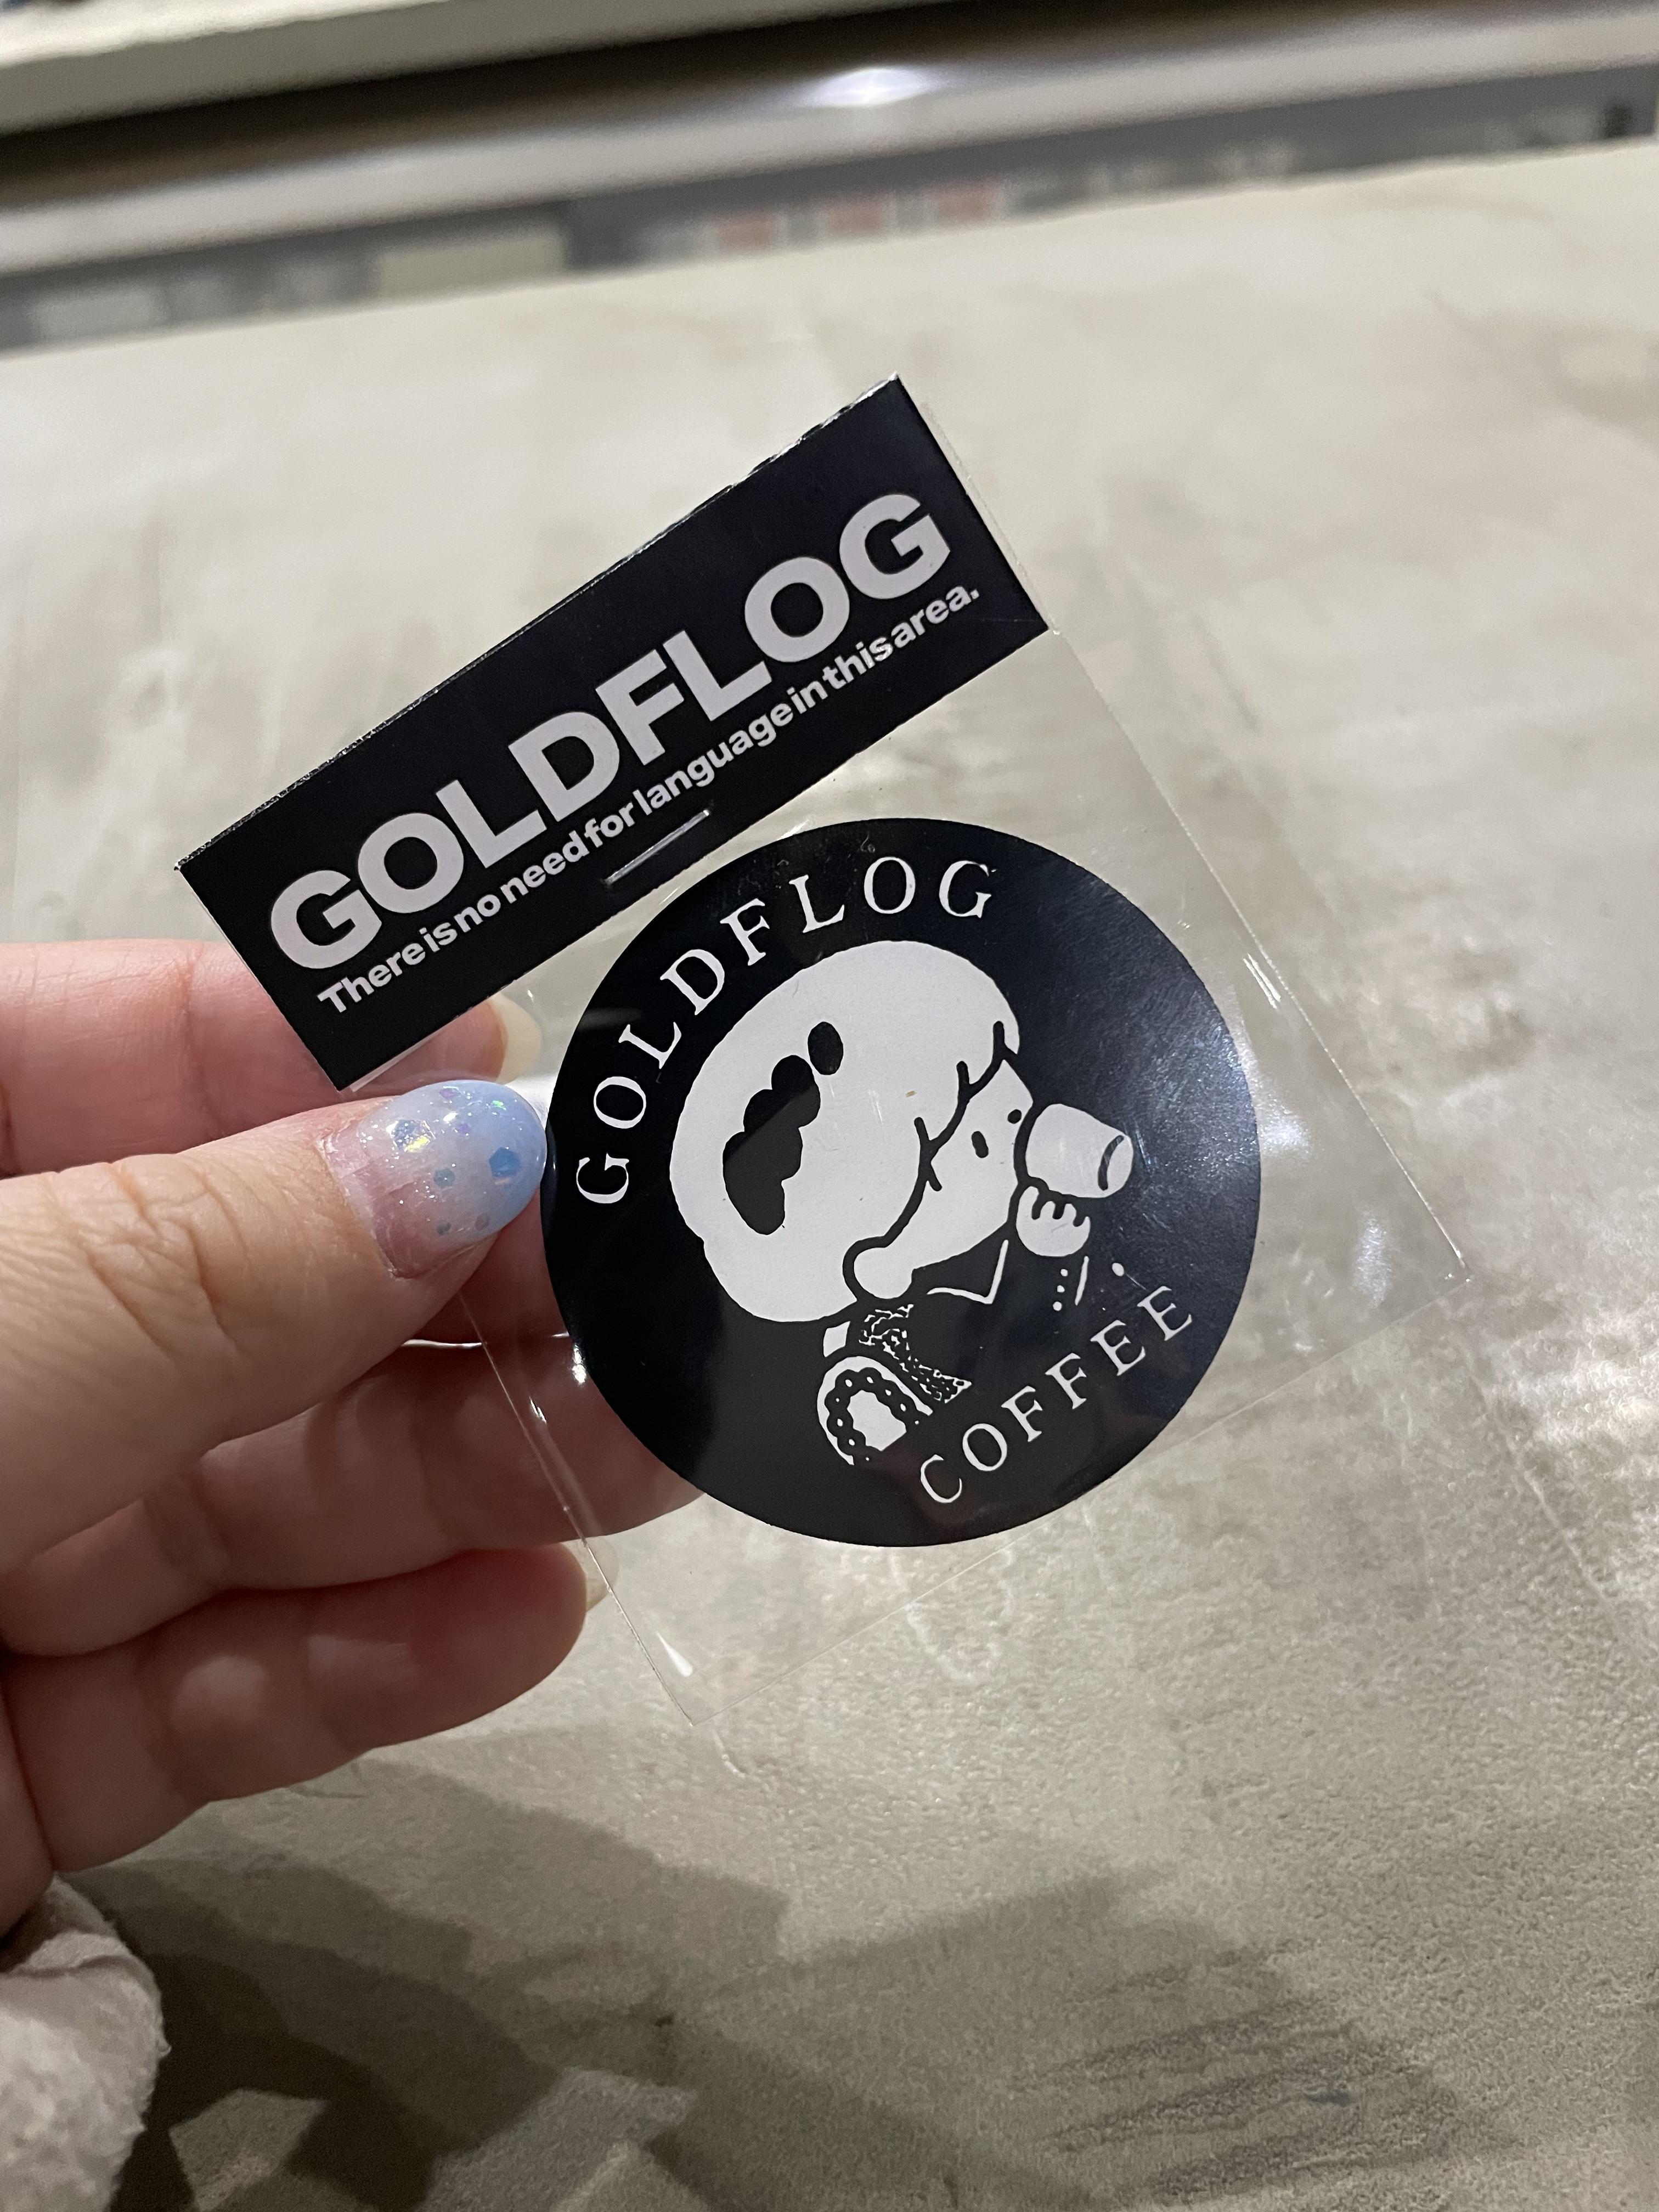 GOLDFLOG
There is no need for language in this area.
GOLDFLOG
COFFEE